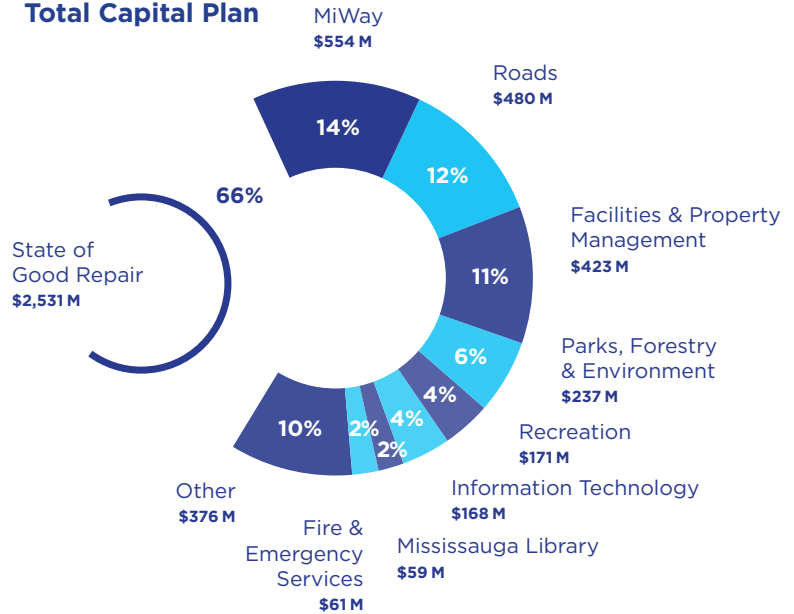 Total Capital Plan
MiWay
$554 M
14%
Roads
$480 M
12%
66%
State of
Good Repair
$2,531 M
Facilities & Property
Management
$423 M
11%
Parks, Forestry
& Environment
$237 M
6%
Recreation
$171 M
4%
Information Technology
$168 M
4%
Mississauga Library
$59 M
2%
Fire &
Emergency
Services
$61 M
2%
Other
$376 M
10%